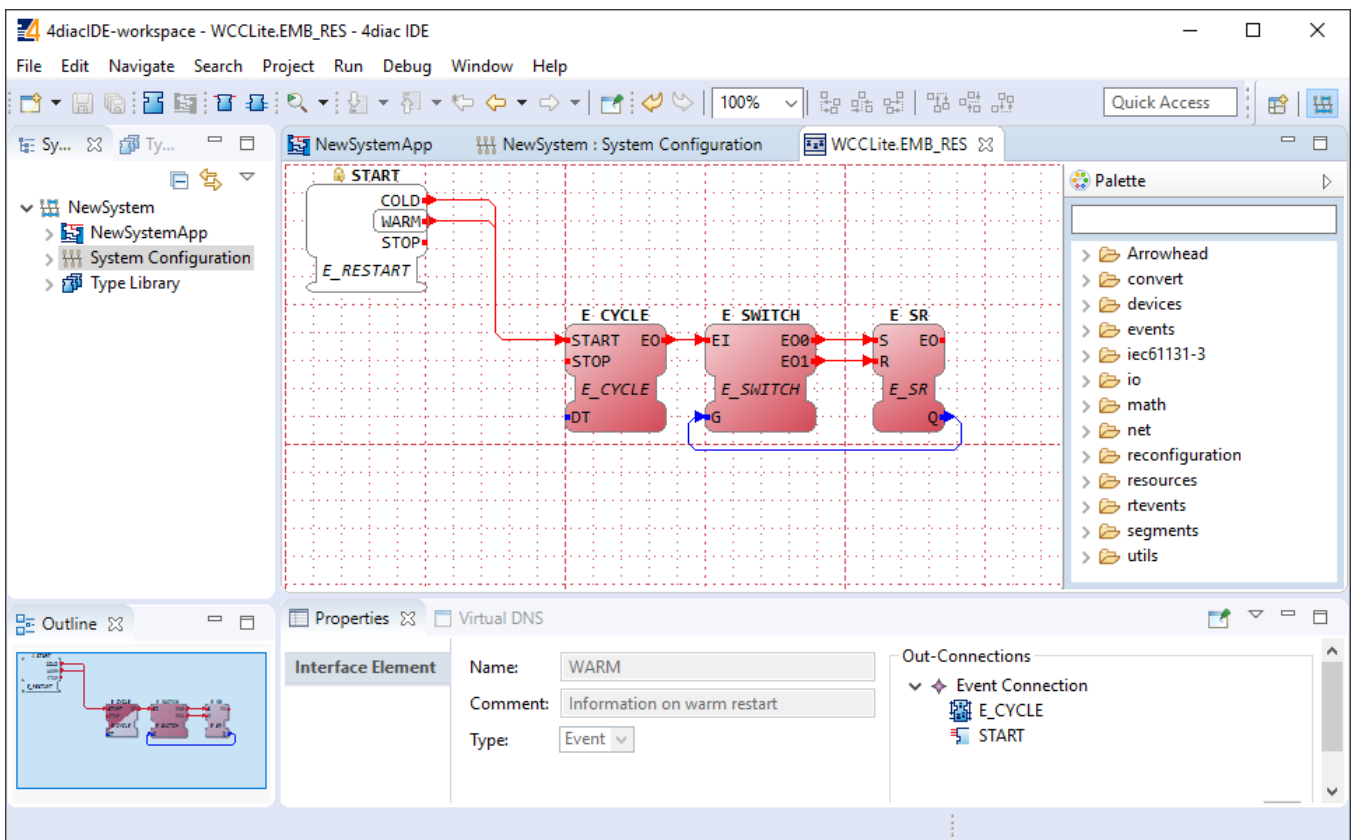 4diacIDE-workspace - WCCLite.EMB_RES - 4diac IDE
File Edit Navigate Search Project Run Debug Window Help
100%
Quick Access
Sy...
Ty...
NewSystem
NewSystemApp
System Configuration
Type Library
NewSystemApp
NewSystem : System Configuration
WCCLite.EMB_RES
START
COLD
WARM
STOP
E_RESTART
E_CYCLE
START EO
STOP
E_CYCLE
DT
E_SWITCH
EI EO0
EO1
E_SWITCH
G
E_SR
S EO
R
E_SR
Q
Palette
Arrowhead
convert
devices
events
iec61131-3
io
math
net
reconfiguration
resources
rtevents
segments
utils
Outline
Properties
Virtual DNS
Interface Element
Name: WARM
Comment: Information on warm restart
Type: Event
Out-Connections
Event Connection
E_CYCLE
START